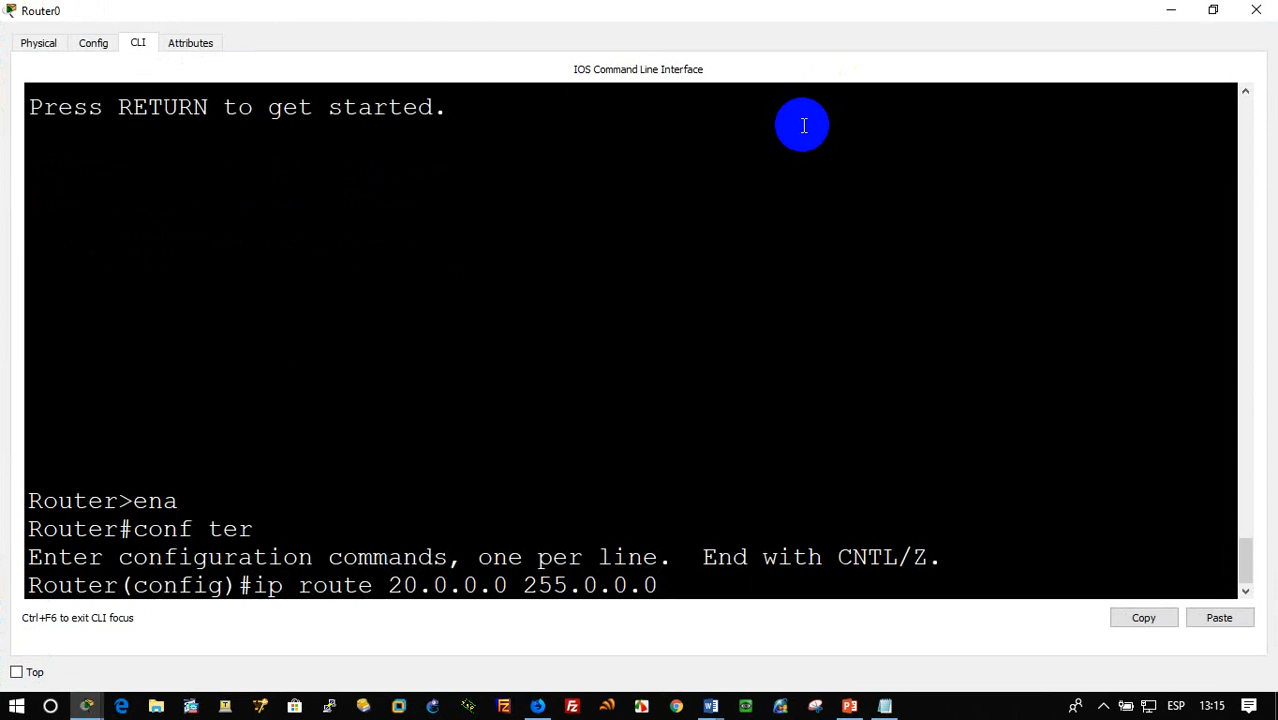 Router0
Physical Config CLI Attributes
IOS Command Line Interface
Press RETURN to get started.
Router>ena
Router#conf ter
Enter configuration commands, one per line.  End with CNTL/Z.
Router(config)#ip route 20.0.0.0 255.0.0.0
Ctrl+F6 to exit CLI focus
Copy Paste
Top
ESP 13:15